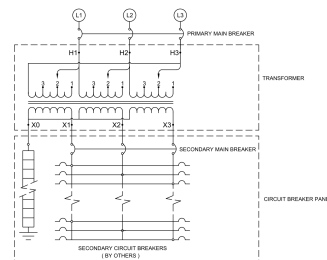 L1 L2 L3
PRIMARY MAIN BREAKER
H1 H2 H3
3 2 1 3 2 1 3 2 1
TRANSFORMER
X0 X1 X2 X3
SECONDARY MAIN BREAKER
CIRCUIT BREAKER PANE
SECONDARY CIRCUIT BREAKERS
( BY OTHERS )